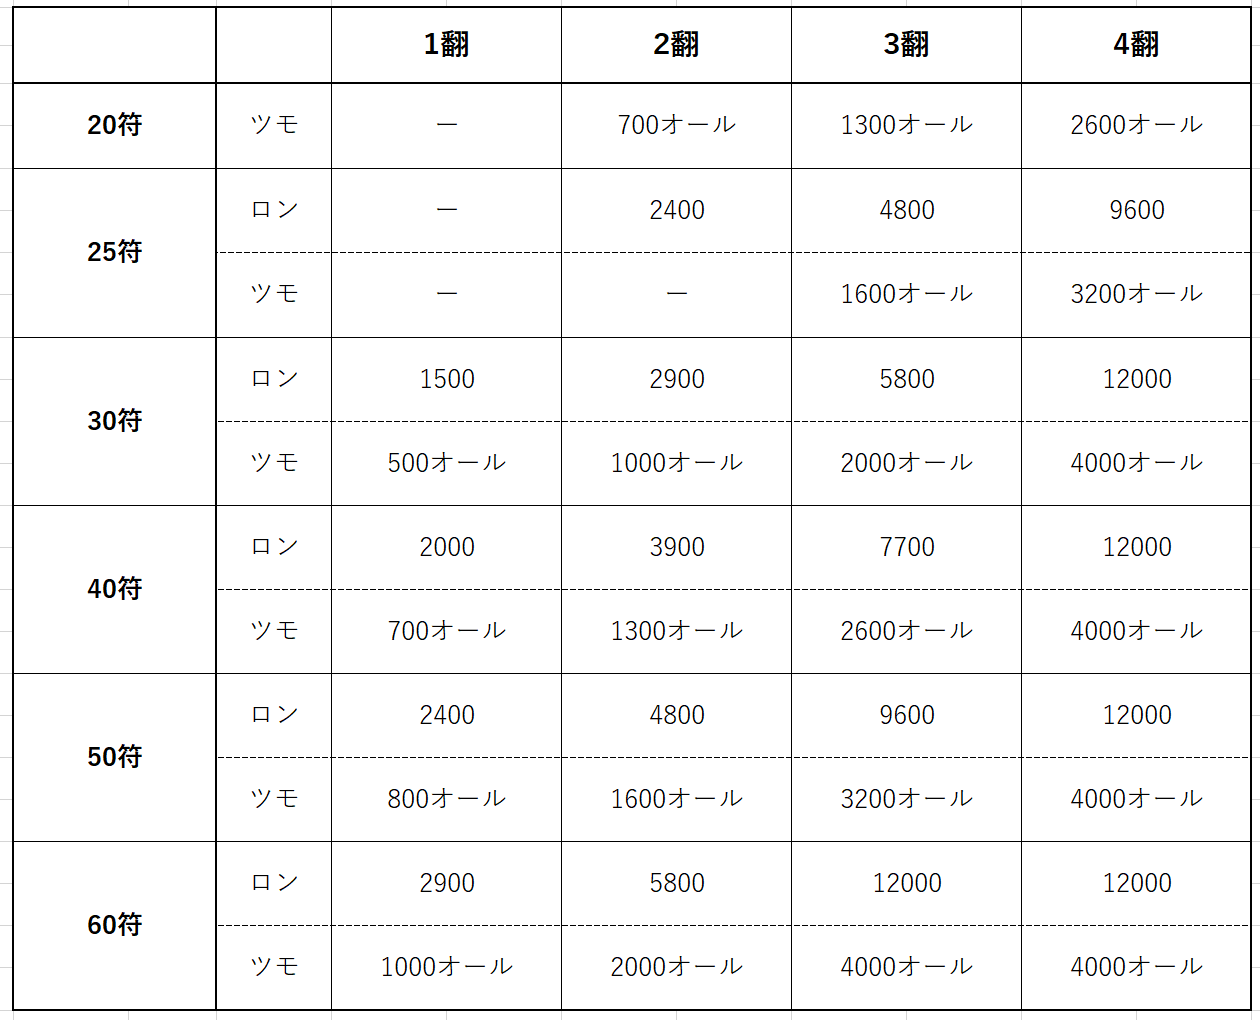 1翻 2翻 3翻 4翻
20符 ツモ ー 700オール 1300オール 2600オール
25符 ロン ー 2400 4800 9600
ツモ ー ー 1600オール 3200オール
30符 ロン 1500 2900 5800 12000
ツモ 500オール 1000オール 2000オール 4000オール
40符 ロン 2000 3900 7700 12000
ツモ 700オール 1300オール 2600オール 4000オール
50符 ロン 2400 4800 9600 12000
ツモ 800オール 1600オール 3200オール 4000オール
60符 ロン 2900 5800 12000 12000
ツモ 1000オール 2000オール 4000オール 4000オール